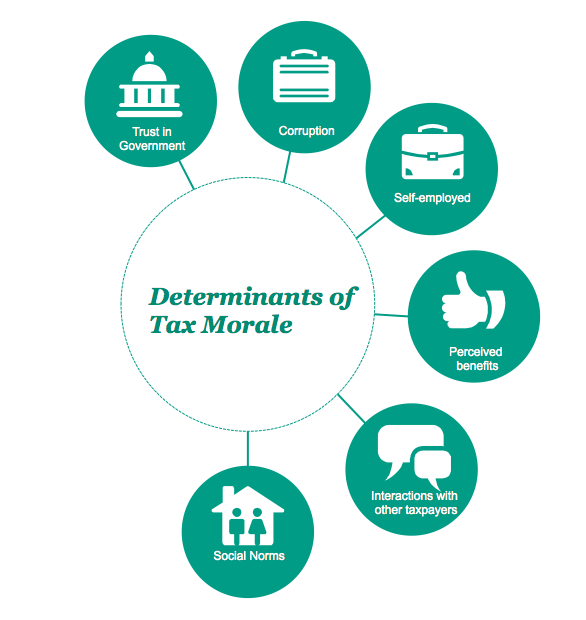 Trust in
Government
Corruption
Self-employed
Determinants of
Tax Morale
Perceived
benefits
Interactions with
other taxpayers
Social Norms